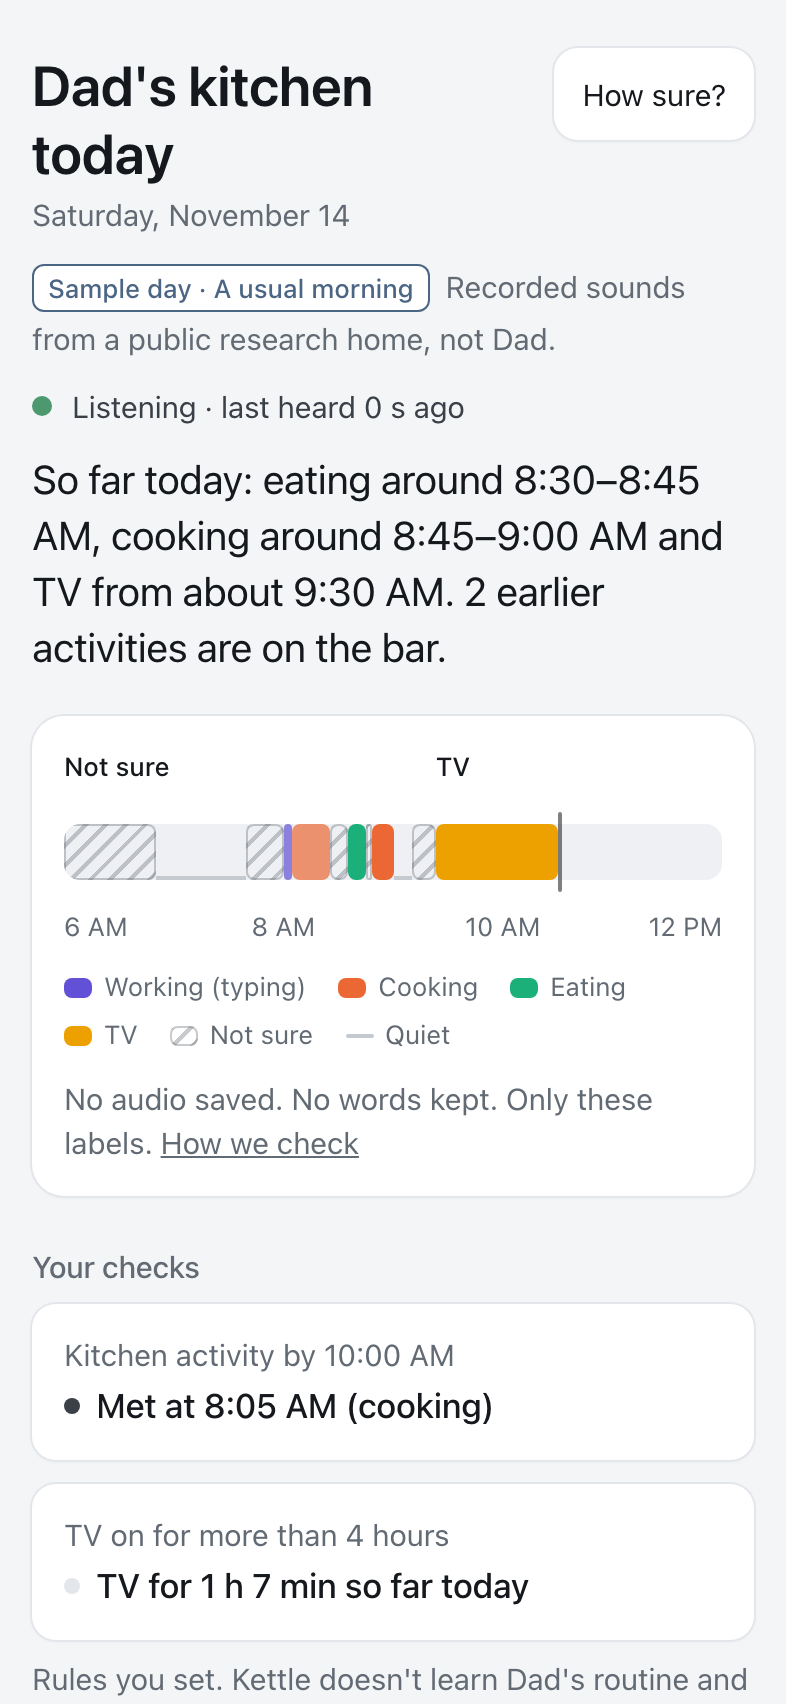 Dad's kitchen
today
How sure?
Saturday, November 14
Sample day · A usual morning Recorded sounds
from a public research home, not Dad.
Listening · last heard 0 s ago
So far today: eating around 8:30–8:45
AM, cooking around 8:45–9:00 AM and
TV from about 9:30 AM. 2 earlier
activities are on the bar.
Not sure TV
6 AM 8 AM 10 AM 12 PM
Working (typing) Cooking Eating
TV Not sure Quiet
No audio saved. No words kept. Only these
labels. How we check
Your checks
Kitchen activity by 10:00 AM
Met at 8:05 AM (cooking)
TV on for more than 4 hours
TV for 1 h 7 min so far today
Rules you set. Kettle doesn't learn Dad's routine and